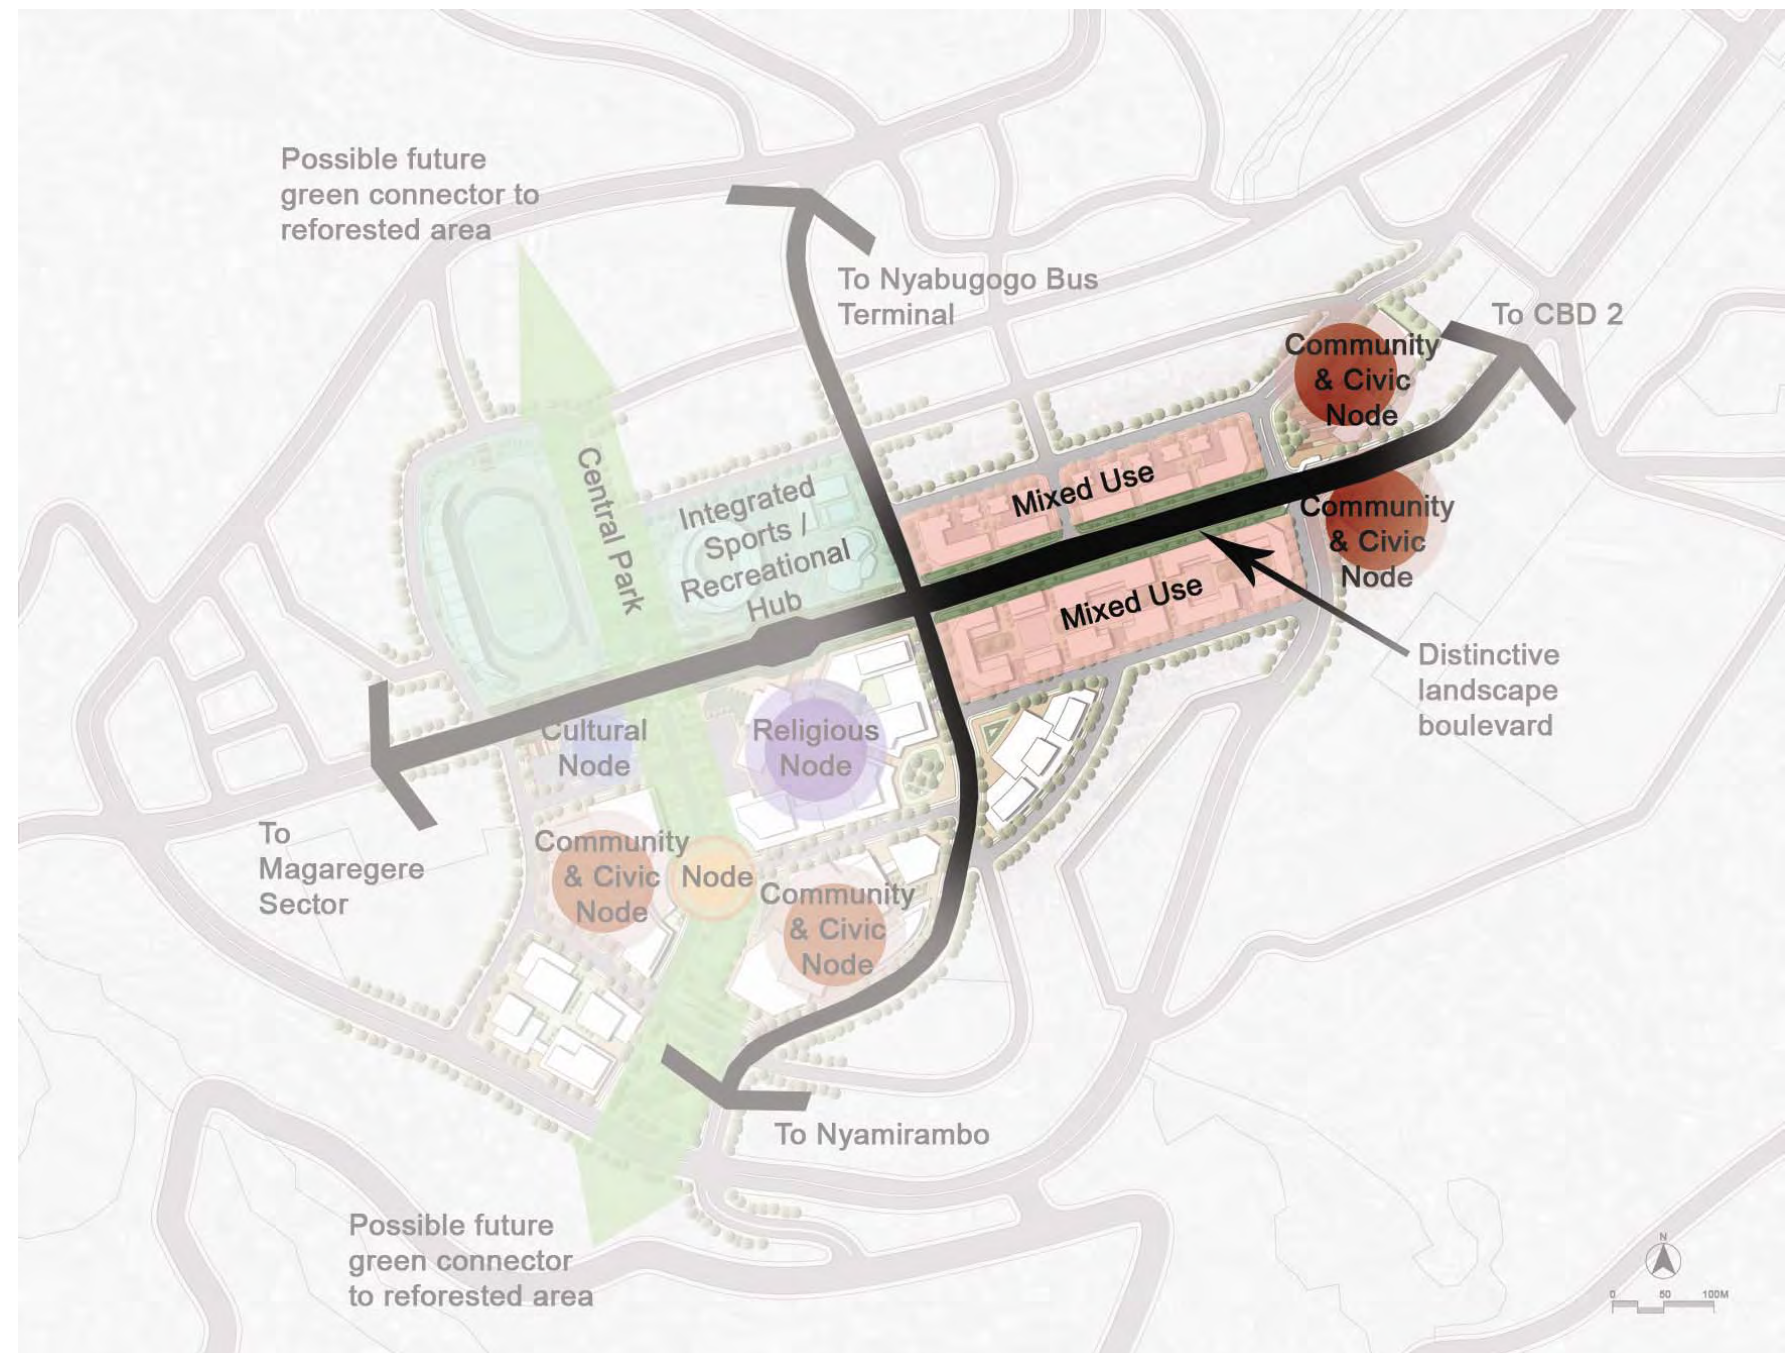 Possible future
green connector to
reforested area
To Nyabugogo Bus
Terminal
To CBD 2
Community
& Civic
Node
Central Park
Integrated
Sports /
Recreational
Hub
Mixed Use
Community
& Civic
Node
Mixed Use
Distinctive
landscape
boulevard
Cultural
Node
Religious
Node
To
Magaregere
Sector
Community
& Civic
Node
Node
Community
& Civic
Node
To Nyamirambo
Possible future
green connector
to reforested area
N
0 50 100M